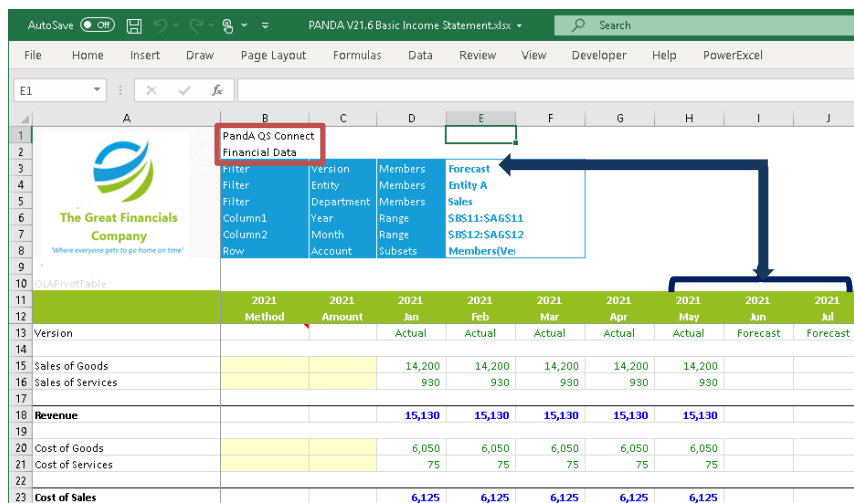 AutoSave Off PANDA V21.6 Basic Income Statement.xlsx Search
File Home Insert Draw Page Layout Formulas Data Review View Developer Help PowerExcel
E1 fx
A B C D E F G H I J
1 PandA QS Connect
2 Financial Data
3 Filter Version Members Forecast
4 Filter Entity Members Entity A
5 Filter Department Members Sales
6 Column1 Year Range $B$11:$AG$11
7 Column2 Month Range $B$12:$AG$12
8 Row Account Subsets Members(Ve
The Great Financials
Company
"Where everyone gets to go home on time"
9
10 OLAPivotTable
11 2021 2021 2021 2021 2021 2021 2021 2021 2021
12 Method Amount Jan Feb Mar Apr May Jun Jul
13 Version Actual Actual Actual Actual Actual Forecast Forecast
14
15 Sales of Goods 14,200 14,200 14,200 14,200 14,200
16 Sales of Services 930 930 930 930 930
17
18 Revenue 15,130 15,130 15,130 15,130 15,130
19
20 Cost of Goods 6,050 6,050 6,050 6,050 6,050
21 Cost of Services 75 75 75 75 75
22
23 Cost of Sales 6,125 6,125 6,125 6,125 6,125